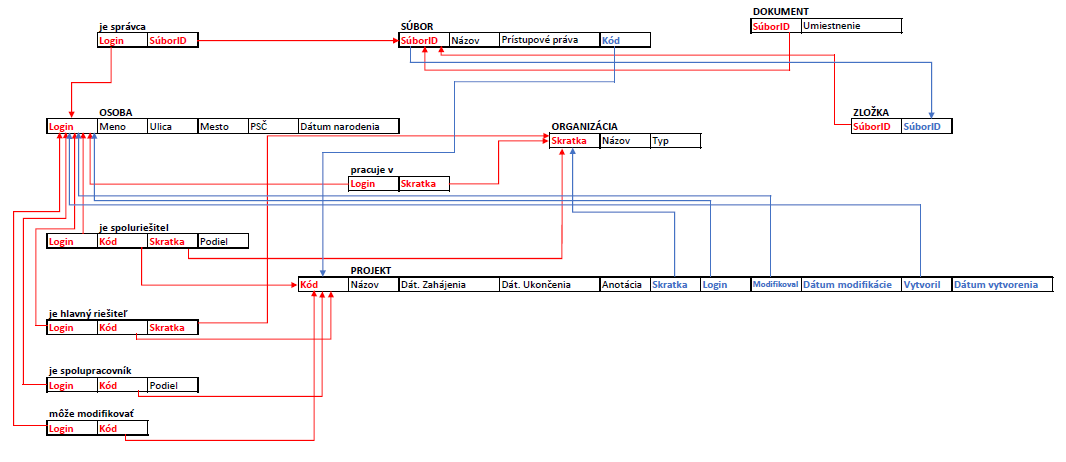 DOKUMENT
SúborID Umiestnenie
je správca
Login SúborID
SÚBOR
SúborID Názov Prístupové práva Kód
OSOBA
Login Meno Ulica Mesto PSČ Dátum narodenia
ZLOŽKA
SúborID SúborID
ORGANIZÁCIA
Skratka Názov Typ
pracuje v
Login Skratka
je spoluriešitel
Login Kód Skratka Podiel
PROJEKT
Kód Názov Dát. Zahájenia Dát. Ukončenia Anotácia Skratka Login Modifikoval Dátum modifikácie Vytvoril Dátum vytvorenia
je hlavný riešiteľ
Login Kód Skratka
je spolupracovník
Login Kód Podiel
môže modifikovať
Login Kód